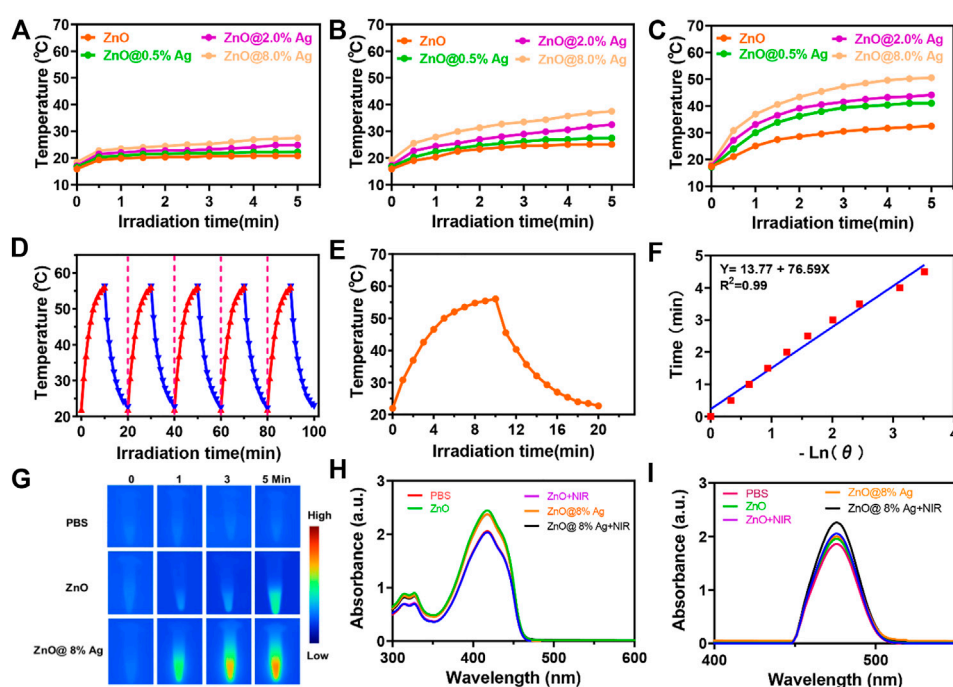 A
Temperature (℃)
70
60
50
40
30
20
10
ZnO
ZnO@2.0% Ag
ZnO@0.5% Ag
ZnO@8.0% Ag
0 1 2 3 4 5
Irradiation time(min)
B
Temperature (℃)
70
60
50
40
30
20
10
ZnO
ZnO@2.0% Ag
ZnO@0.5% Ag
ZnO@8.0% Ag
0 1 2 3 4 5
Irradiation time(min)
C
Temperature (℃)
70
60
50
40
30
20
10
ZnO
ZnO@2.0% Ag
ZnO@0.5% Ag
ZnO@8.0% Ag
0 1 2 3 4 5
Irradiation time(min)
D
Temperature (℃)
70
60
50
40
30
20
0 20 40 60 80 100
Irradiation time(min)
E
Temperature (℃)
70
60
50
40
30
20
0 4 8 12 16 20
Irradiation time(min)
F
Time (min)
5
4
3
2
1
0
Y= 13.77 + 76.59X
R²=0.99
0 1 2 3 4
- Ln(θ)
G
0 1 3 5 Min
PBS
ZnO
ZnO@ 8% Ag
High
Low
H
Absorbance (a.u.)
3
2
1
0
PBS
ZnO+NIR
ZnO
ZnO@8% Ag
ZnO@ 8% Ag+NIR
300 400 500 600
Wavelength (nm)
I
Absorbance (a.u.)
3
2
1
0
PBS
ZnO@8% Ag
ZnO
ZnO@ 8% Ag+NIR
ZnO+NIR
400 500
Wavelength (nm)